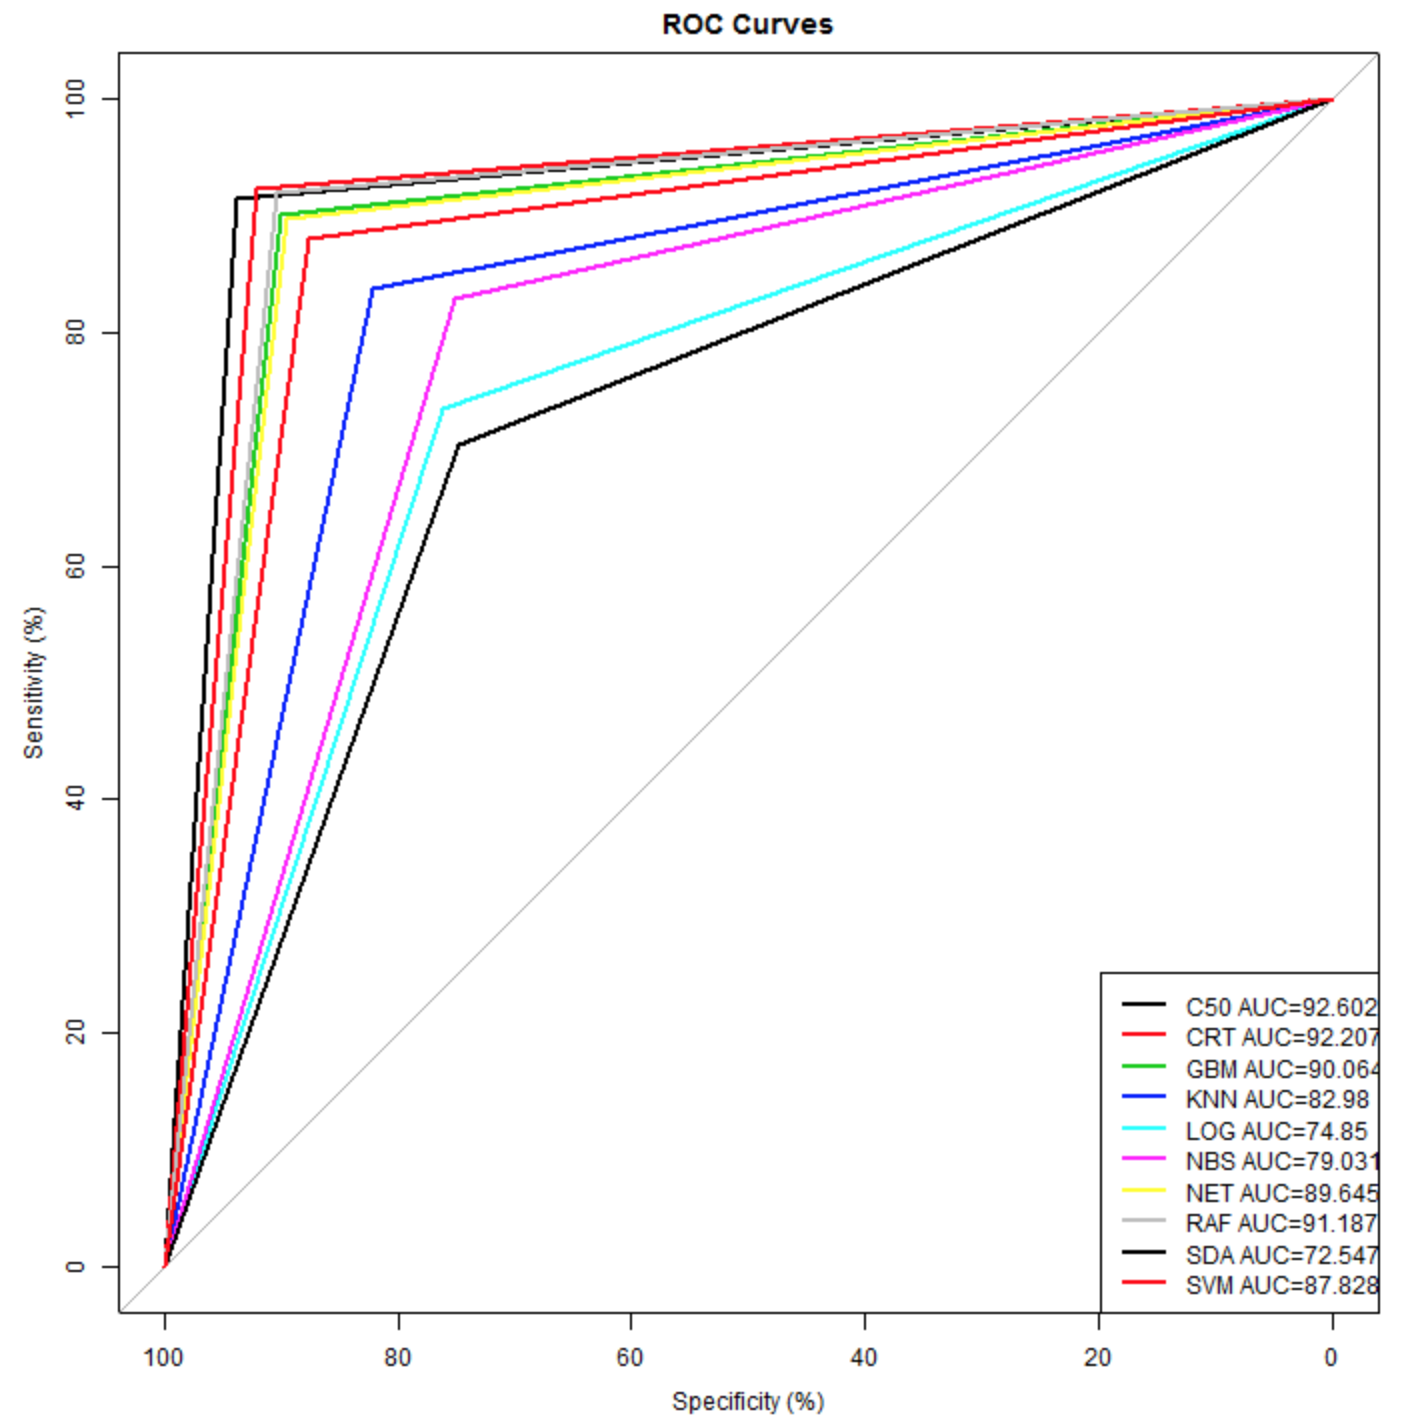 ROC Curves
100
80
60
40
20
0
Sensitivity (%)
100 80 60 40 20 0
Specificity (%)
C50 AUC=92.602
CRT AUC=92.207
GBM AUC=90.064
KNN AUC=82.98
LOG AUC=74.85
NBS AUC=79.031
NET AUC=89.645
RAF AUC=91.187
SDA AUC=72.547
SVM AUC=87.828